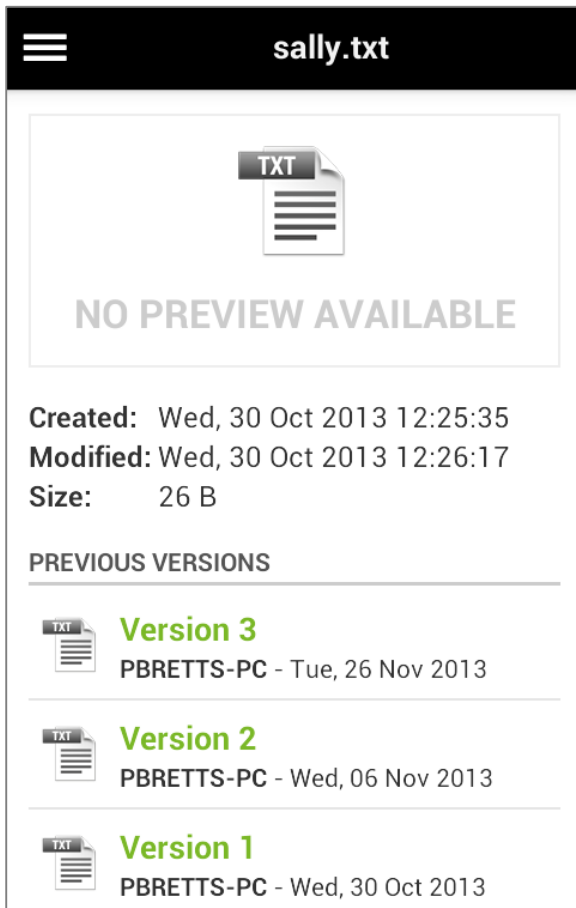 sally.txt
TXT
NO PREVIEW AVAILABLE
Created: Wed, 30 Oct 2013 12:25:35
Modified: Wed, 30 Oct 2013 12:26:17
Size: 26 B
PREVIOUS VERSIONS
TXT
Version 3
PBRETTS-PC - Tue, 26 Nov 2013
TXT
Version 2
PBRETTS-PC - Wed, 06 Nov 2013
TXT
Version 1
PBRETTS-PC - Wed, 30 Oct 2013